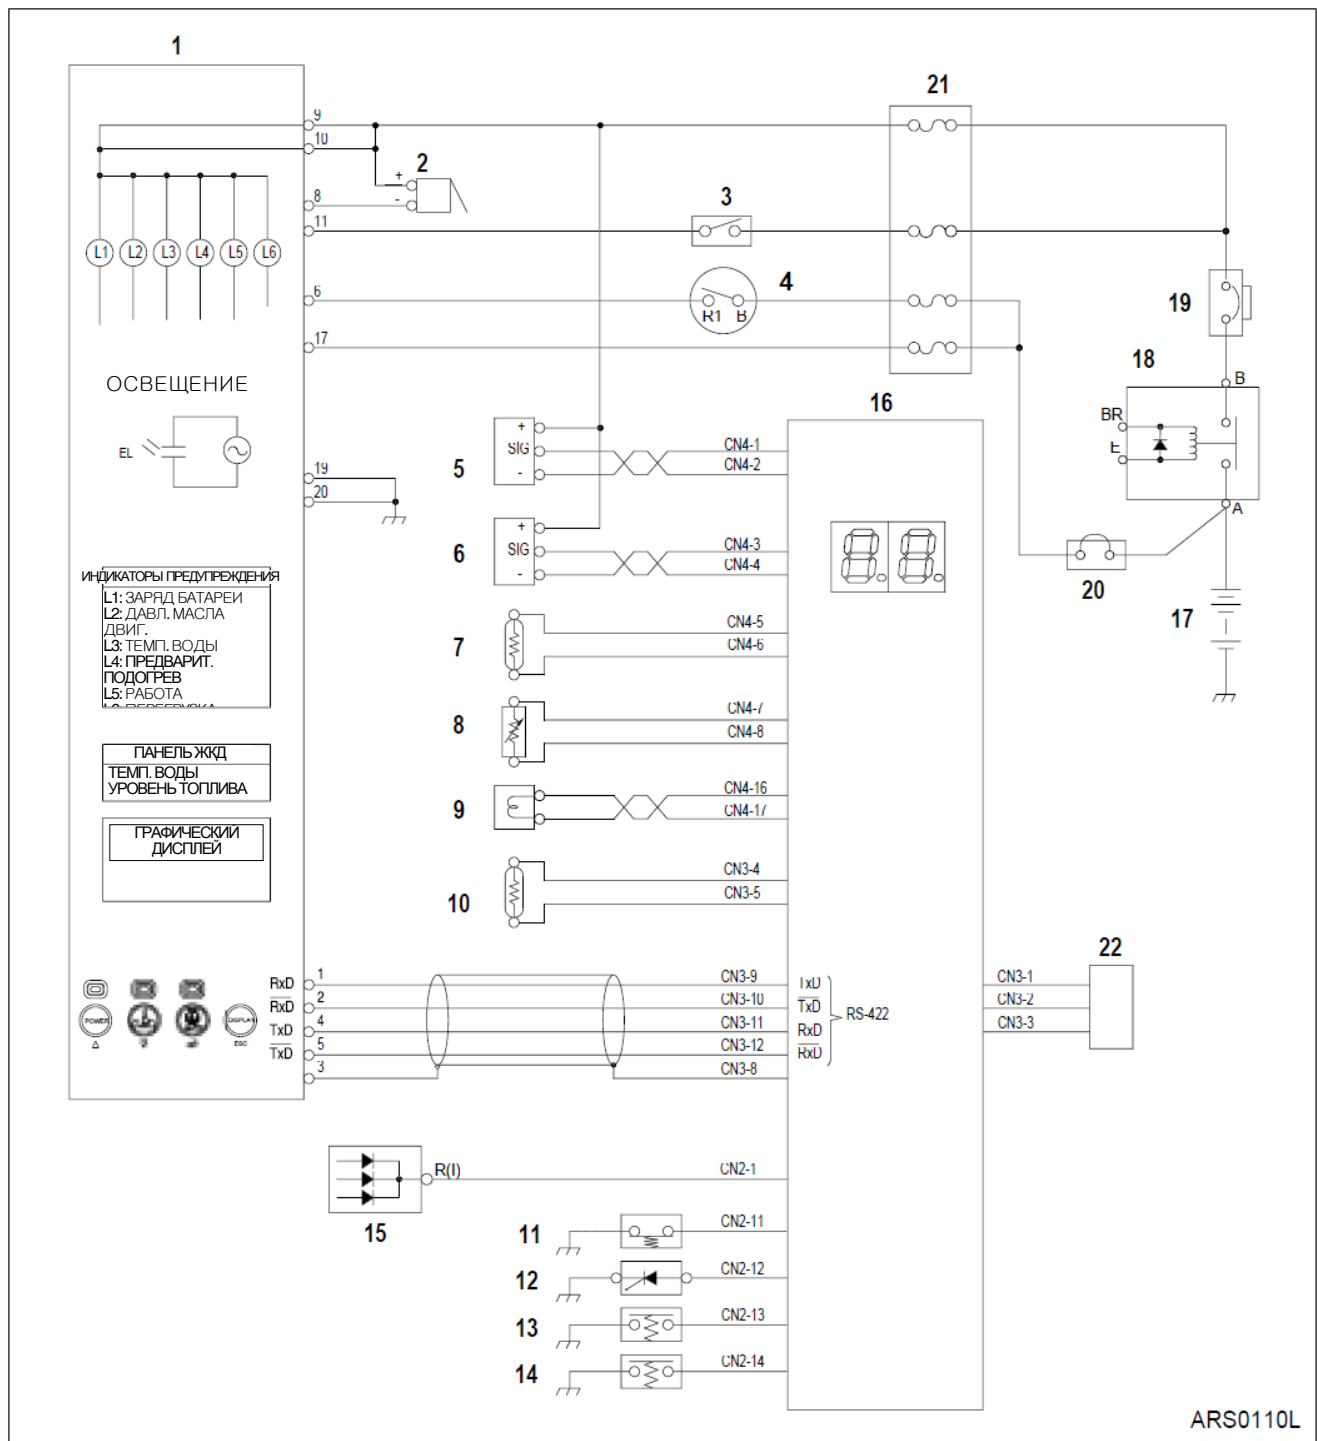 1
21
9
10
2
+
-
8
3
11
L1 L2 L3 L4 L5 L6
6
4
R1 B
19
17
18
B
ОСВЕЩЕНИЕ
16
BR
E
EL
5
+
SIG
-
CN4-1
CN4-2
19
20
A
6
+
SIG
-
CN4-3
CN4-4
20
17
ИНДИКАТОРЫ ПРЕДУПРЕЖДЕНИЯ
L1: ЗАРЯД БАТАРЕИ
L2: ДАВЛ. МАСЛА
ДВИГ.
L3: ТЕМП. ВОДЫ
L4: ПРЕДВАРИТ.
ПОДОГРЕВ
L5: РАБОТА
L6: ПЕРЕГРУЗКА
7
CN4-5
CN4-6
8
CN4-7
CN4-8
ПАНЕЛЬ ЖКД
ТЕМП. ВОДЫ
УРОВЕНЬ ТОПЛИВА
9
CN4-16
CN4-17
ГРАФИЧЕСКИЙ
ДИСПЛЕЙ
10
CN3-4
CN3-5
22
POWER
DISPLAY
ESC
RxD 1
RxD 2
TxD 4
TxD 5
3
CN3-9 TxD
CN3-10 TxD
CN3-11 RxD
CN3-12 RxD
CN3-8
RS-422
CN3-1
CN3-2
CN3-3
R(I)
CN2-1
15
11
CN2-11
12
CN2-12
13
CN2-13
14
CN2-14
ARS0110L